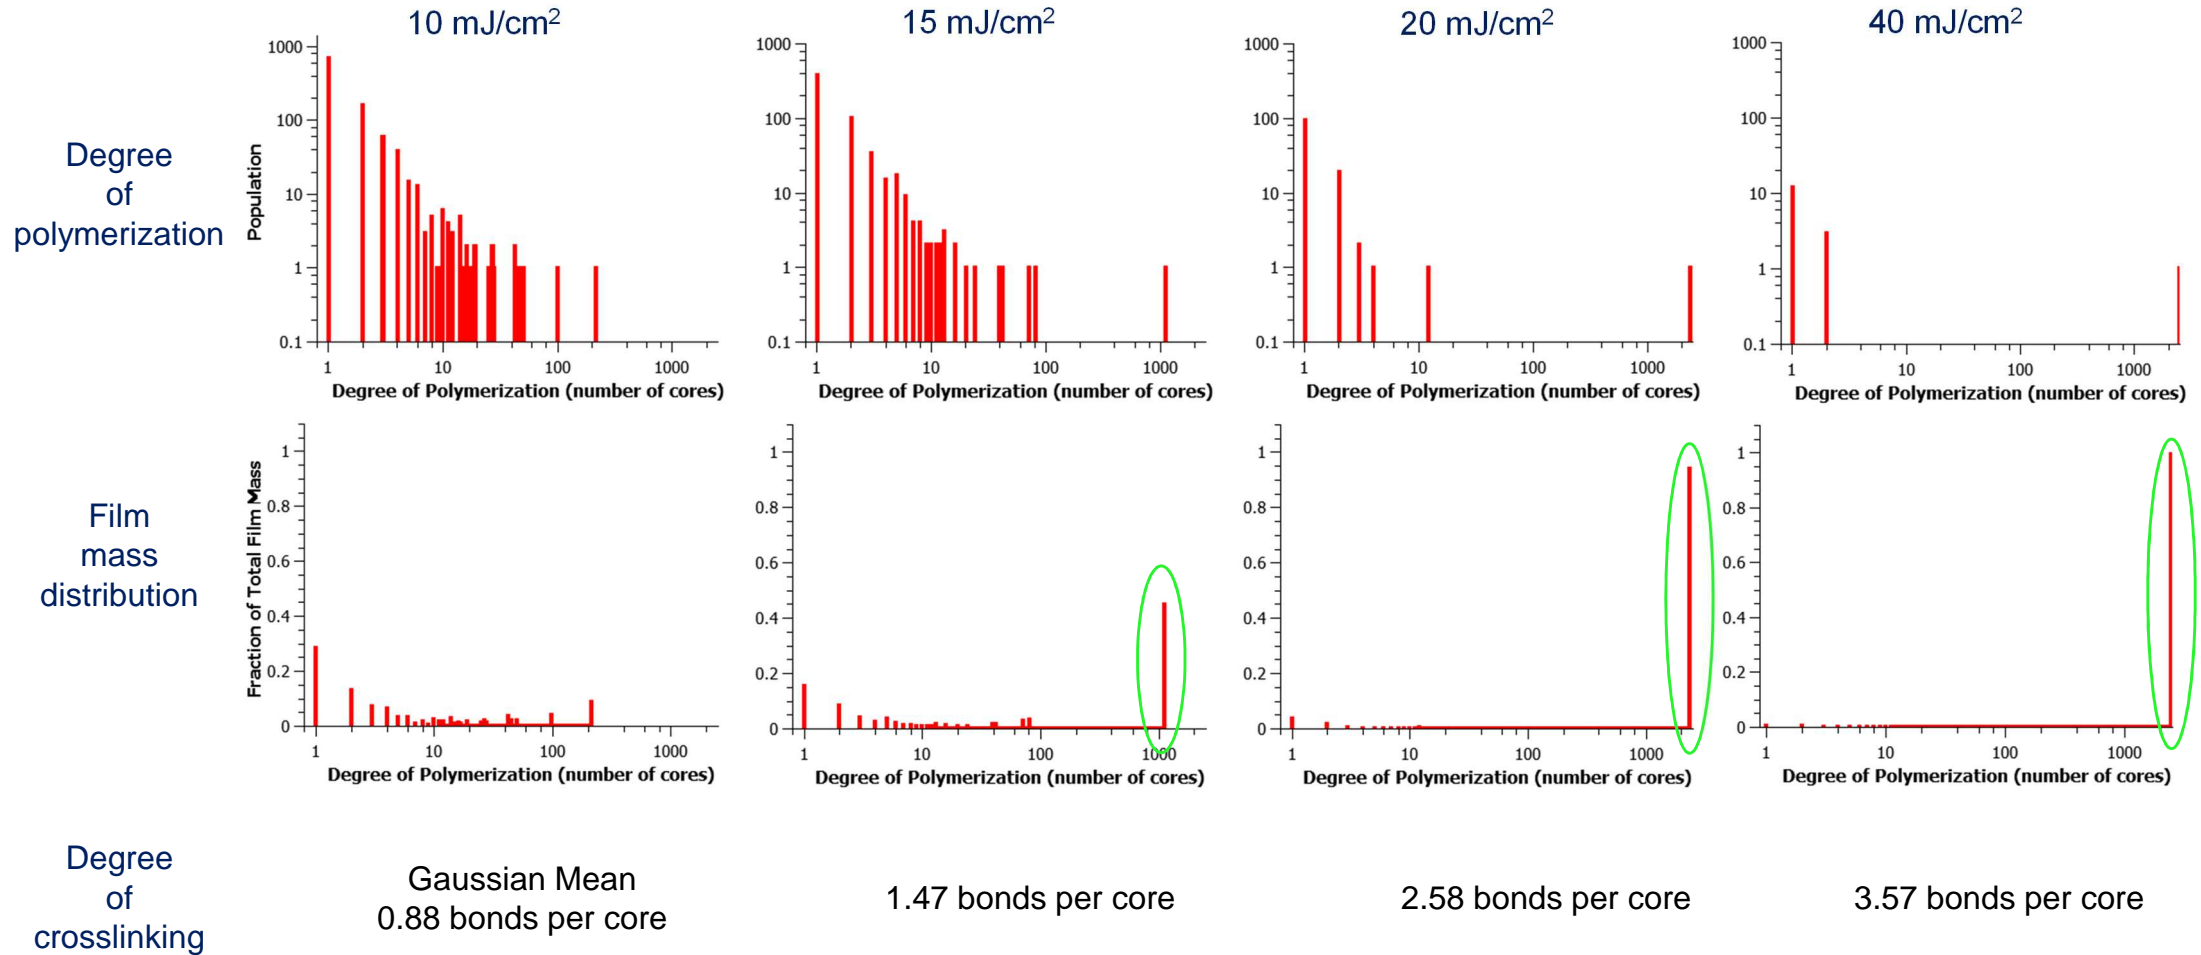 10 mJ/cm²
15 mJ/cm²
20 mJ/cm²
40 mJ/cm²
Degree
of
polymerization
Population
1000
100
10
1
0.1
1
10
100
1000
Degree of Polymerization (number of cores)
1000
100
10
1
0.1
1
10
100
1000
Degree of Polymerization (number of cores)
1000
100
10
1
0.1
1
10
100
1000
Degree of Polymerization (number of cores)
1000
100
10
1
0.1
1
10
100
1000
Degree of Polymerization (number of cores)
Film
mass
distribution
Fraction of Total Film Mass
1
0.8
0.6
0.4
0.2
0
1
10
100
1000
Degree of Polymerization (number of cores)
1
0.8
0.6
0.4
0.2
0
1
10
100
1000
Degree of Polymerization (number of cores)
1
0.8
0.6
0.4
0.2
0
1
10
100
1000
Degree of Polymerization (number of cores)
1
0.8
0.6
0.4
0.2
0
1
10
100
1000
Degree of Polymerization (number of cores)
Degree
of
crosslinking
Gaussian Mean
0.88 bonds per core
1.47 bonds per core
2.58 bonds per core
3.57 bonds per core